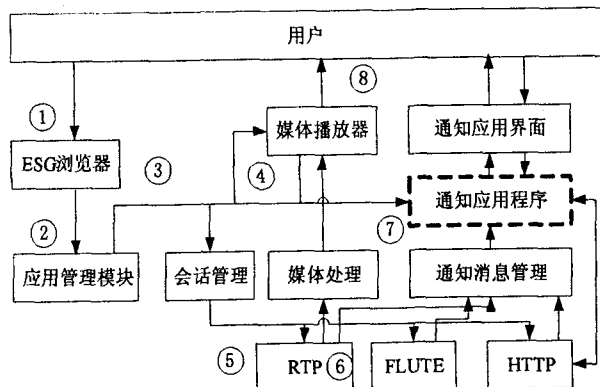 用户
⑧
①
媒体播放器
通知应用界面
ESG浏览器
③
④
通知应用程序
②
⑦
应用管理模块
会话管理
媒体处理
通知消息管理
⑤
RTP
⑥
FLUTE
HTTP